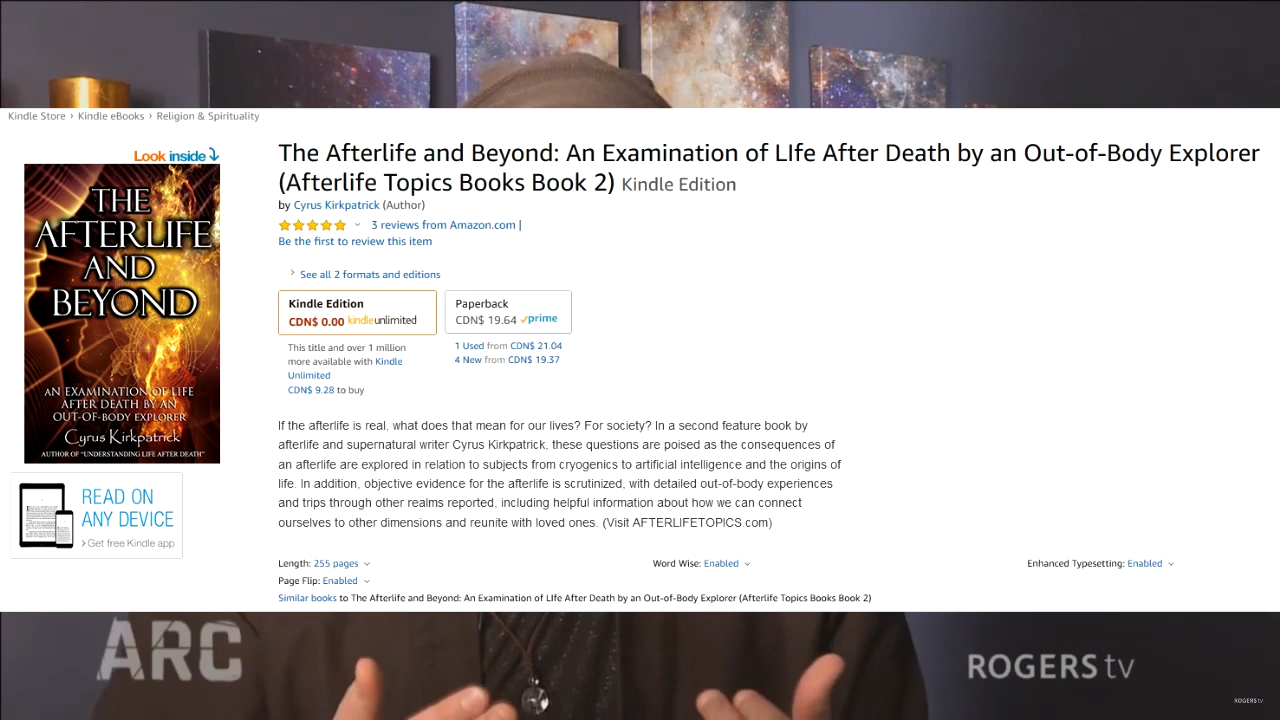 Kindle Store › Kindle eBooks › Religion & Spirituality
Look inside
THE
AFTERLIFE
AND
BEYOND
AN EXAMINATION OF LIFE
AFTER DEATH BY AN
OUT-OF-BODY EXPLORER
Cyrus Kirkpatrick
AUTHOR OF "UNDERSTANDING LIFE AFTER DEATH"
READ ON
ANY DEVICE
› Get free Kindle app
The Afterlife and Beyond: An Examination of LIfe After Death by an Out-of-Body Explorer
(Afterlife Topics Books Book 2) Kindle Edition
by Cyrus Kirkpatrick (Author)
3 reviews from Amazon.com |
Be the first to review this item
› See all 2 formats and editions
Kindle Edition
CDN$ 0.00 kindleunlimited
This title and over 1 million
more available with Kindle
Unlimited
CDN$ 9.28 to buy
Paperback
CDN$ 19.64 prime
1 Used from CDN$ 21.04
4 New from CDN$ 19.37
If the afterlife is real, what does that mean for our lives? For society? In a second feature book by
afterlife and supernatural writer Cyrus Kirkpatrick, these questions are poised as the consequences of
an afterlife are explored in relation to subjects from cryogenics to artificial intelligence and the origins of
life. In addition, objective evidence for the afterlife is scrutinized, with detailed out-of-body experiences
and trips through other realms reported, including helpful information about how we can connect
ourselves to other dimensions and reunite with loved ones. (Visit AFTERLIFETOPICS.com)
Length: 255 pages
Word Wise: Enabled
Enhanced Typesetting: Enabled
Page Flip: Enabled
Similar books to The Afterlife and Beyond: An Examination of LIfe After Death by an Out-of-Body Explorer (Afterlife Topics Books Book 2)
ARC
ROGERS tv
ROGERS tv